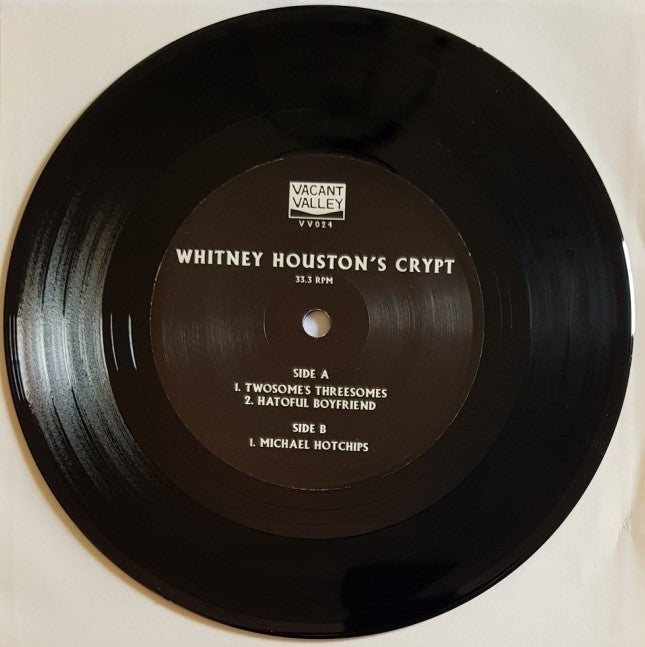 VACANT
VALLEY
VV024
WHITNEY HOUSTON'S CRYPT
33.3 RPM
SIDE A
1. TWOSOME'S THREESOMES
2. HATOFUL BOYFRIEND
SIDE B
1. MICHAEL HOTCHIPS